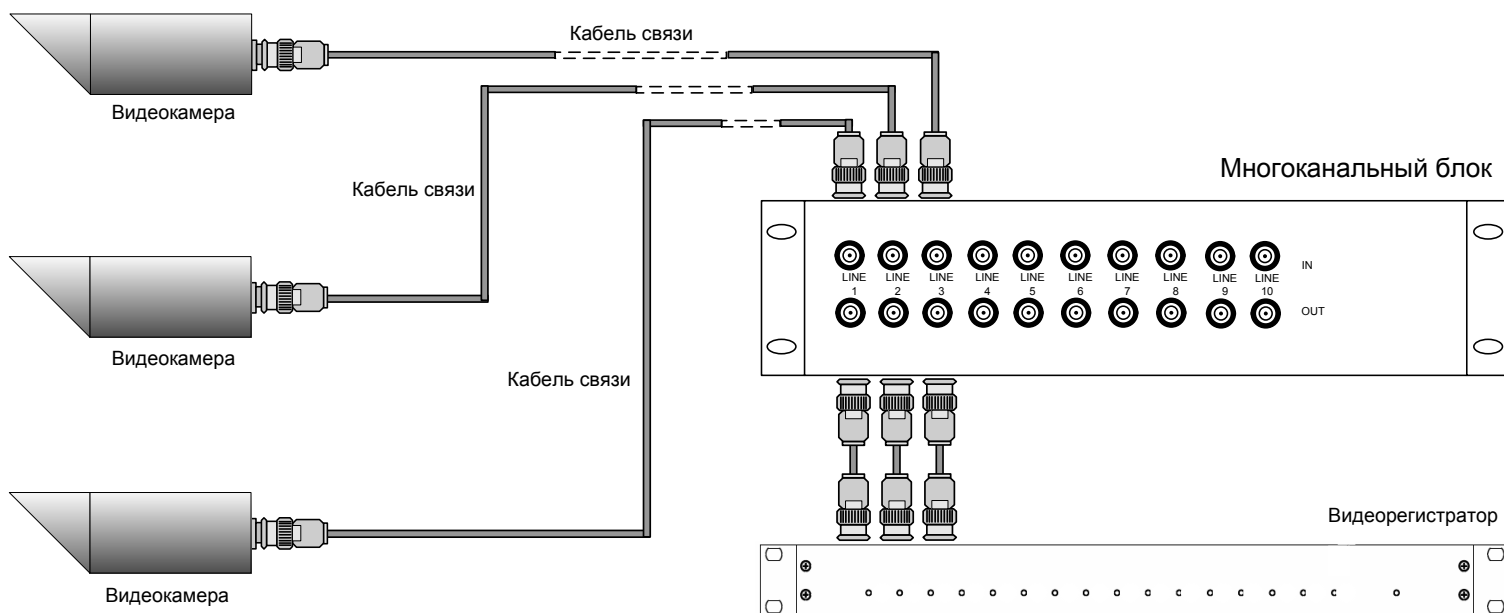 Кабель связи
Видеокамера
Многоканальный блок
Кабель связи
LINE LINE LINE LINE LINE LINE LINE LINE LINE LINE IN
1 2 3 4 5 6 7 8 9 10
OUT
Видеокамера
Кабель связи
Видеорегистратор
Видеокамера